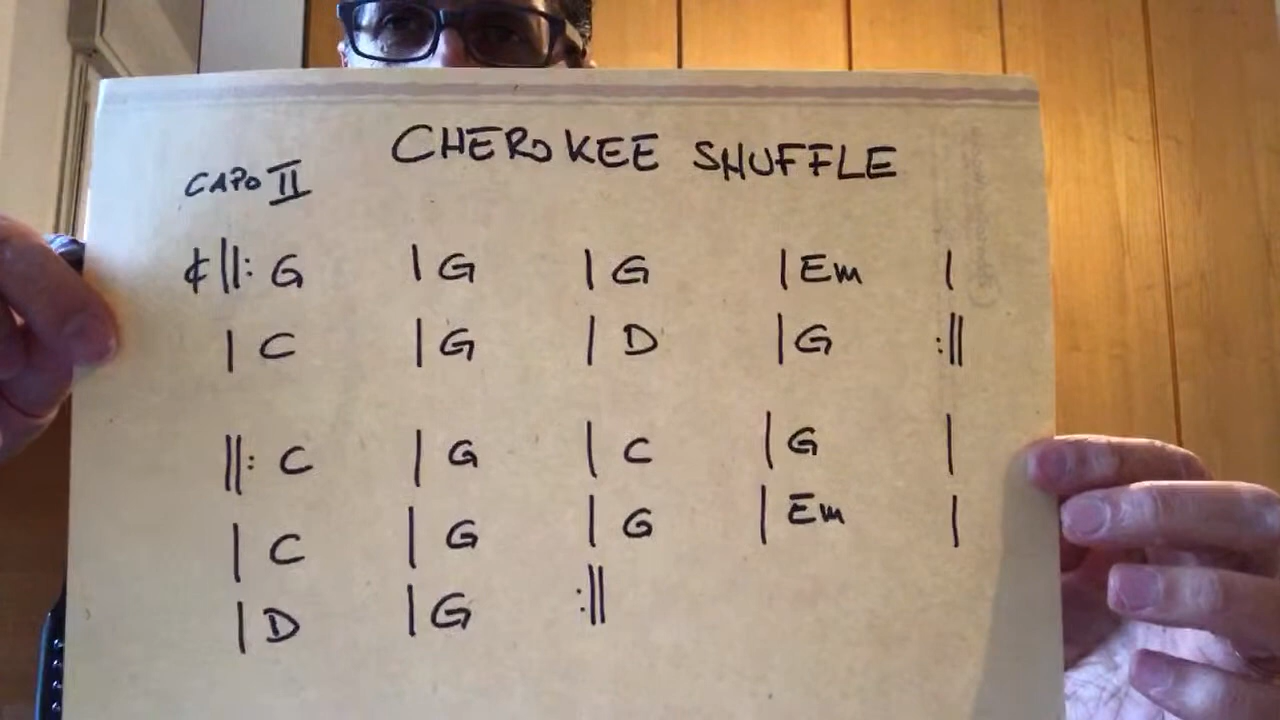 CHEROKEE SHUFFLE
CAPO II
¢ ||: G | G | G | Em |
| C | G | D | G :||
||: C | G | C | G |
| C | G | G | Em |
| D | G :||